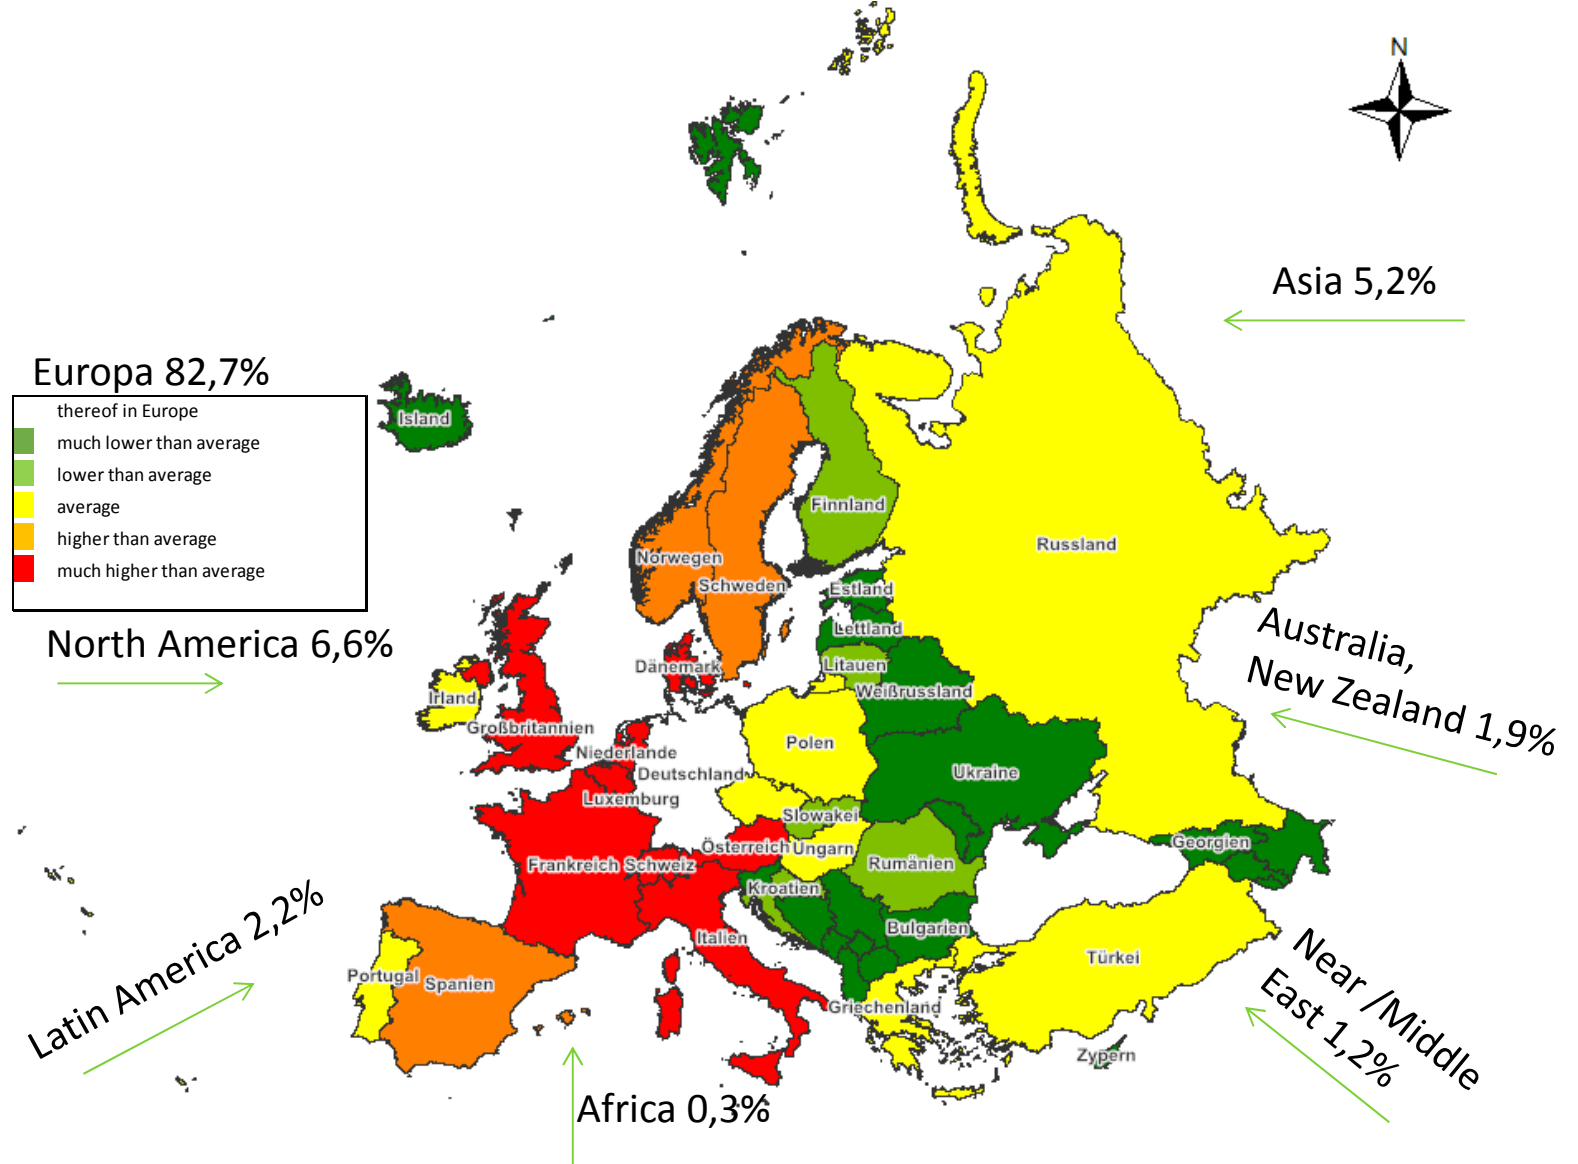 N
Asia 5,2%
Europa 82,7%
thereof in Europe
much lower than average
lower than average
average
higher than average
much higher than average
North America 6,6%
Australia,
New Zealand 1,9%
Latin America 2,2%
Near /Middle
East 1,2%
Africa 0,3%
Island
Finnland
Russland
Norwegen
Schweden
Estland
Lettland
Dänemark
Litauen
Weißrussland
Irland
Großbritannien
Polen
Niederlande
Deutschland
Ukraine
Luxemburg
Slowakei
Österreich
Ungarn
Georgien
Frankreich
Schweiz
Rumänien
Kroatien
Bulgarien
Italien
Türkei
Portugal
Spanien
Griechenland
Zypern